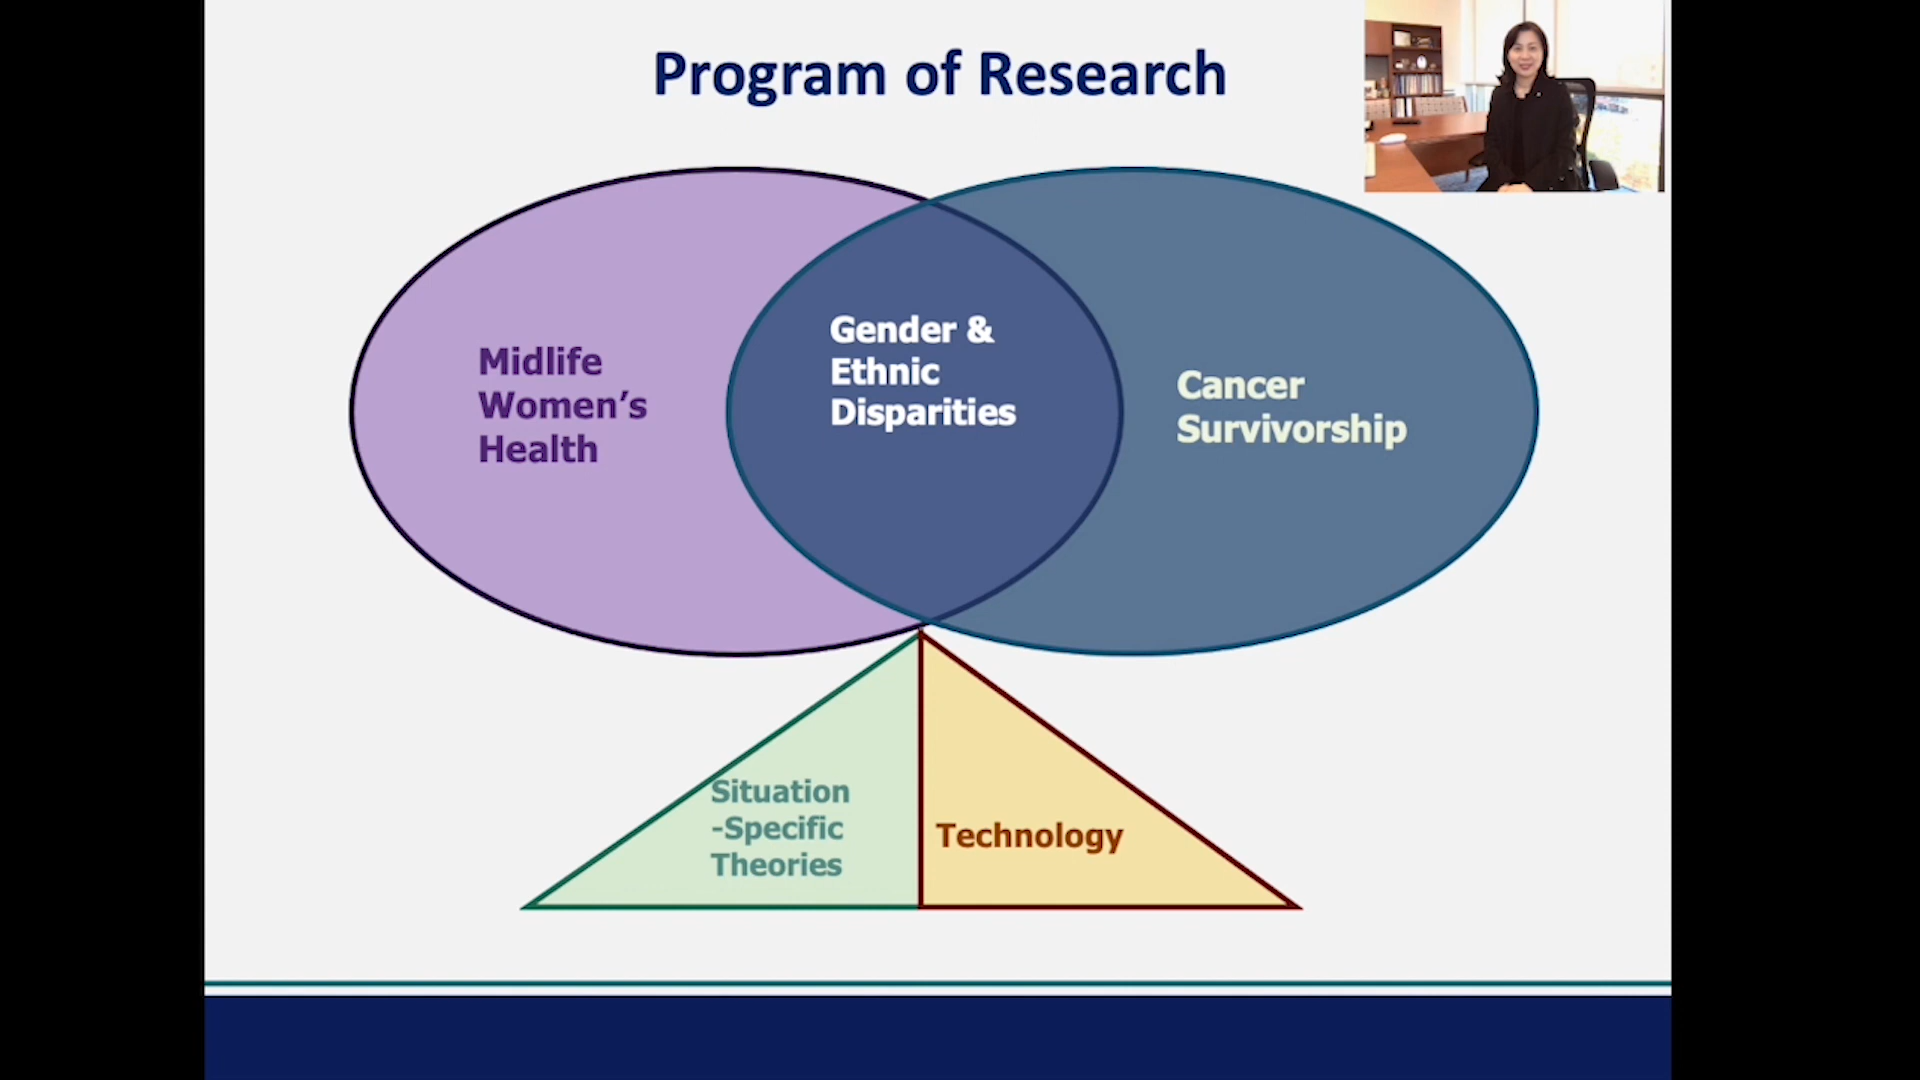 Program of Research
Midlife
Women’s
Health
Gender &
Ethnic
Disparities
Cancer
Survivorship
Situation
-Specific
Theories
Technology